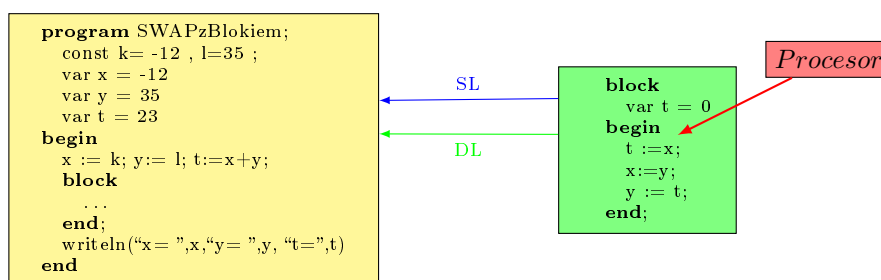 program SWAPzBlokiem;
const k= -12 , l=35 ;
var x = -12
var y = 35
var t = 23
begin
x := k; y:= l; t:=x+y;
block
...
end;
writeln(“x= ”,x,“y= ”,y, “t=”,t)
end
SL
DL
block
var t = 0
begin
t :=x;
x:=y;
y := t;
end;
Procesor